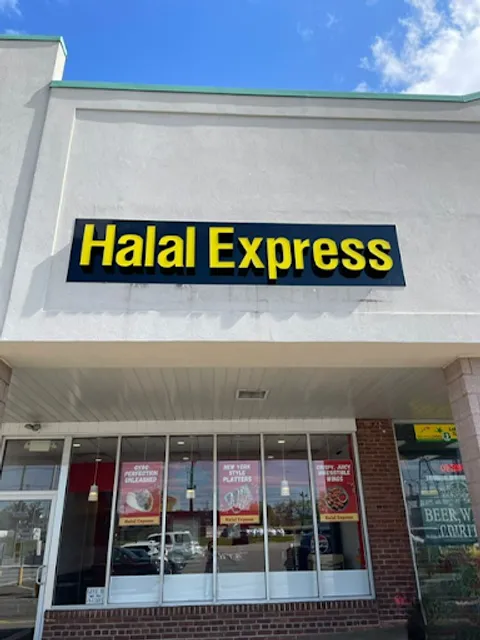 Halal Express
GYRO
PERFECTION
UNLEASHED
Halal Express
NEW YORK
STYLE
PLATTERS
Halal Express
CRISPY, JUICY
IRRESISTIBLE
WINGS
Halal Express
BEER, W